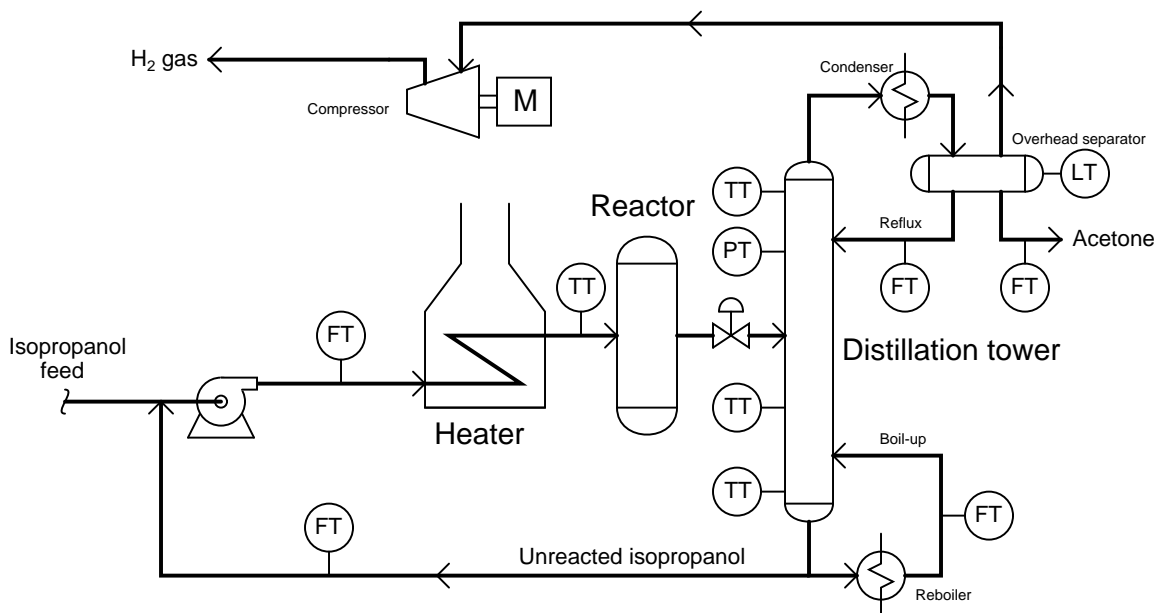 H2 gas
Compressor
M
Condenser
Overhead separator
LT
TT
Reactor
PT
Reflux
Acetone
FT
FT
TT
FT
Isopropanol
feed
Distillation tower
Heater
TT
Boil-up
TT
FT
FT
Unreacted isopropanol
Reboiler